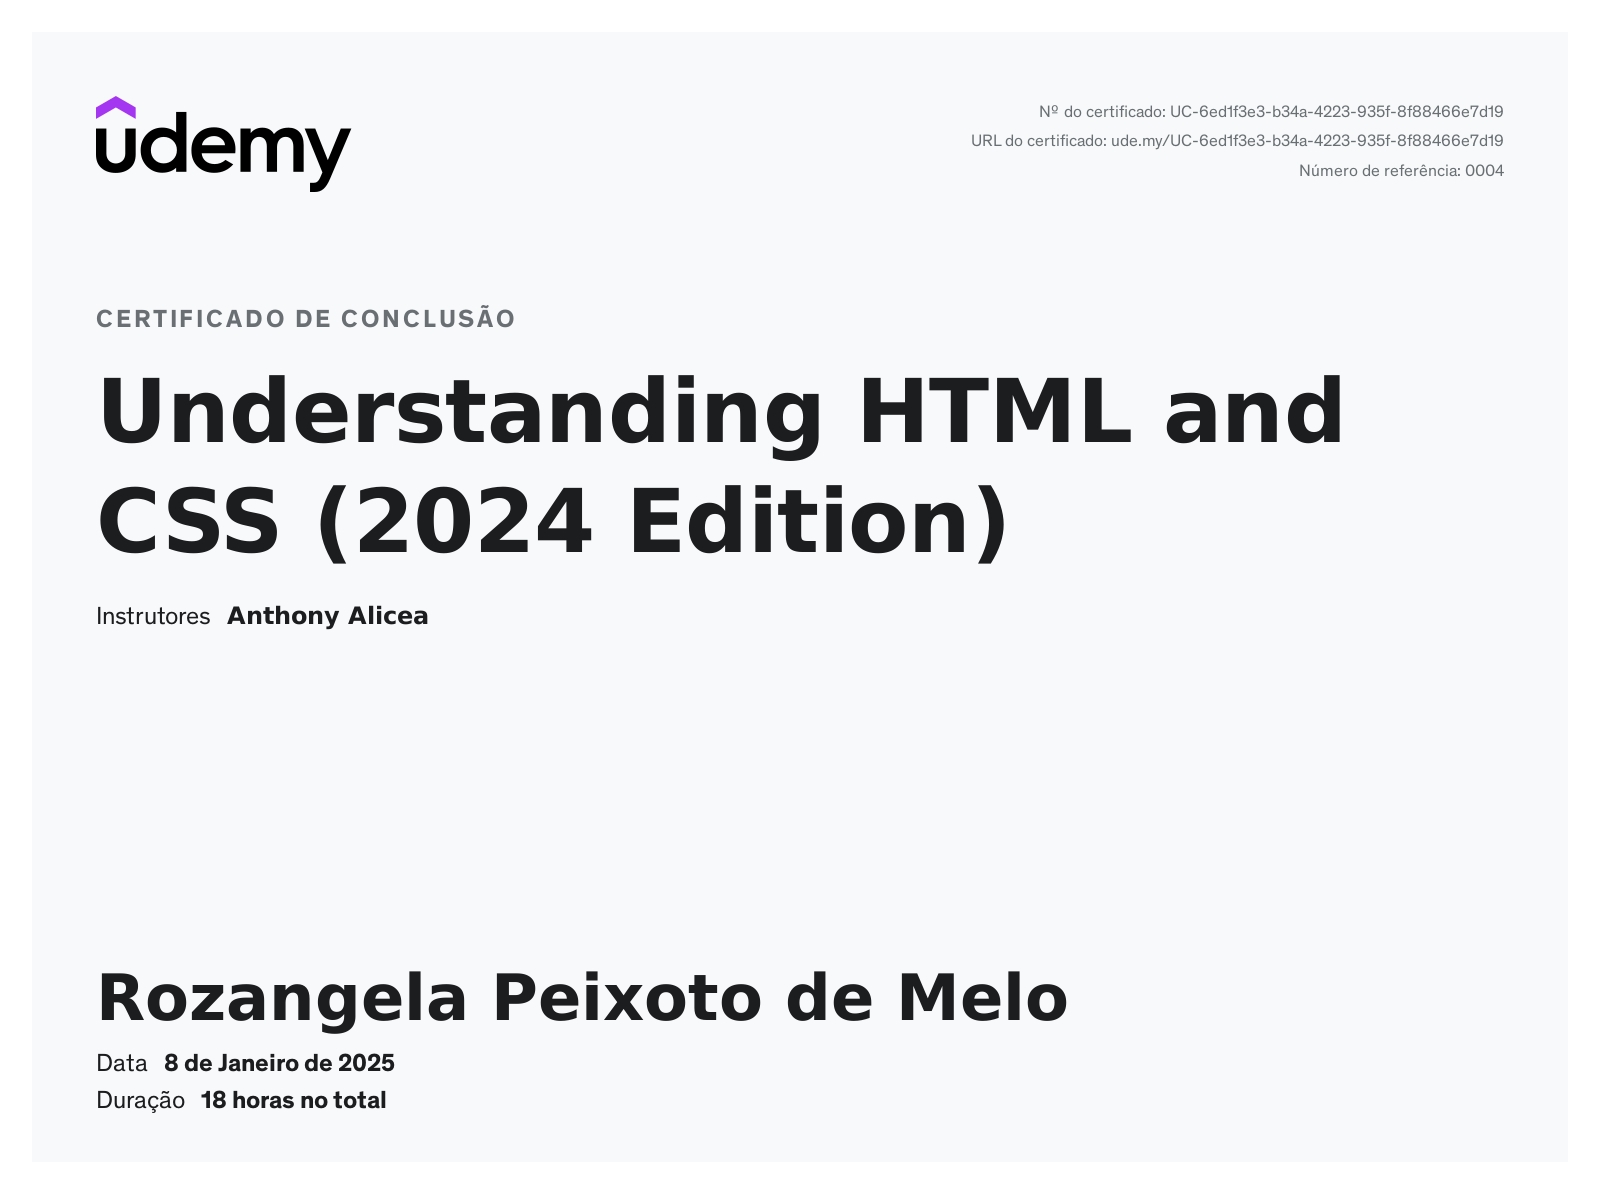 udemy
Nº do certificado: UC-6ed1f3e3-b34a-4223-935f-8f88466e7d19
URL do certificado: ude.my/UC-6ed1f3e3-b34a-4223-935f-8f88466e7d19
Número de referência: 0004
CERTIFICADO DE CONCLUSÃO
Understanding HTML and
CSS (2024 Edition)
Instrutores Anthony Alicea
Rozangela Peixoto de Melo
Data 8 de Janeiro de 2025
Duração 18 horas no total